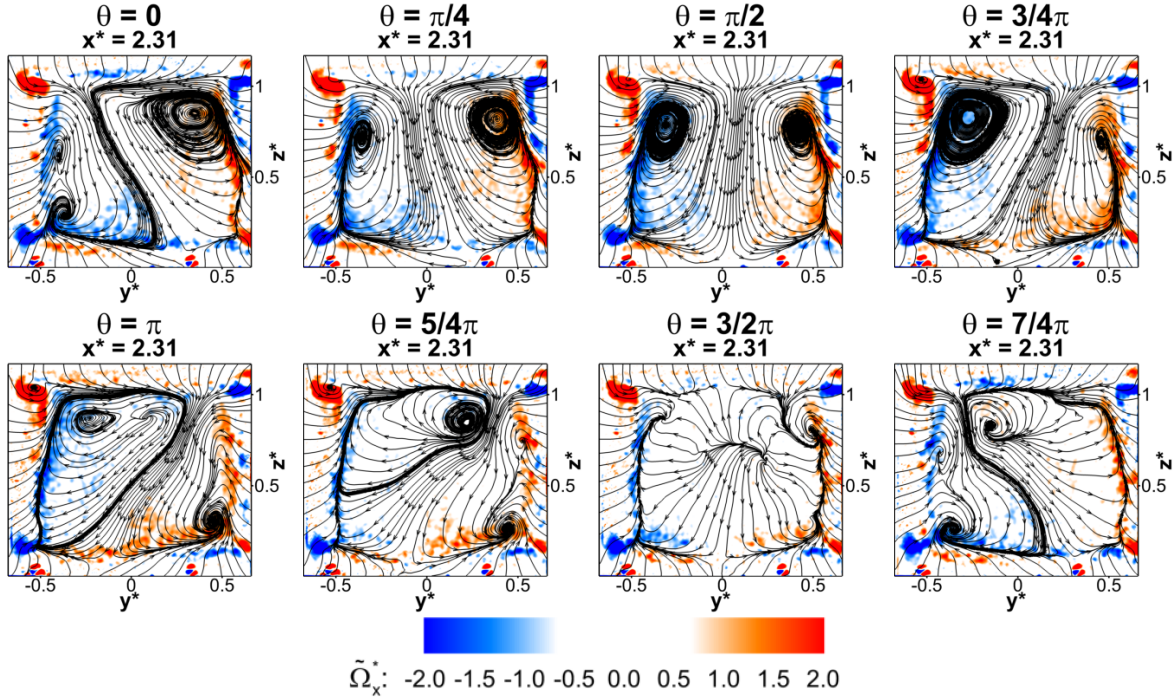 θ = 0 θ = π/4 θ = π/2 θ = 3/4π
x* = 2.31 x* = 2.31 x* = 2.31 x* = 2.31
1 1 1 1
z* z* z* z*
0.5 0.5 0.5 0.5
-0.5 0 0.5 -0.5 0 0.5 -0.5 0 0.5 -0.5 0 0.5
y* y* y* y*
θ = π θ = 5/4π θ = 3/2π θ = 7/4π
x* = 2.31 x* = 2.31 x* = 2.31 x* = 2.31
1 1 1 1
z* z* z* z*
0.5 0.5 0.5 0.5
-0.5 0 0.5 -0.5 0 0.5 -0.5 0 0.5 -0.5 0 0.5
y* y* y* y*
Ω̃*ₓ: -2.0 -1.5 -1.0 -0.5 0.0 0.5 1.0 1.5 2.0